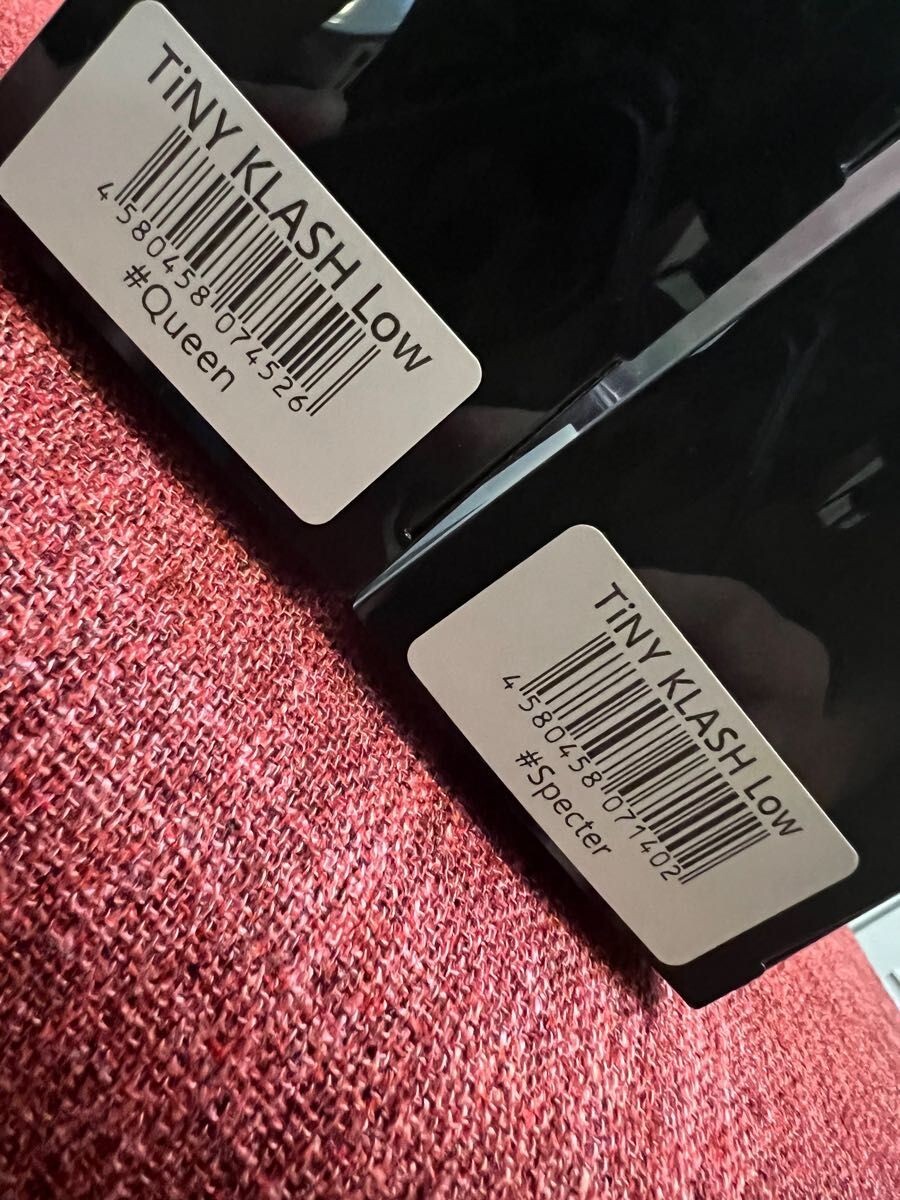 TiNY KLASH LOW
4 580458 074526
#Queen
TiNY KLASH LOW
4 580458 071402
#Specter